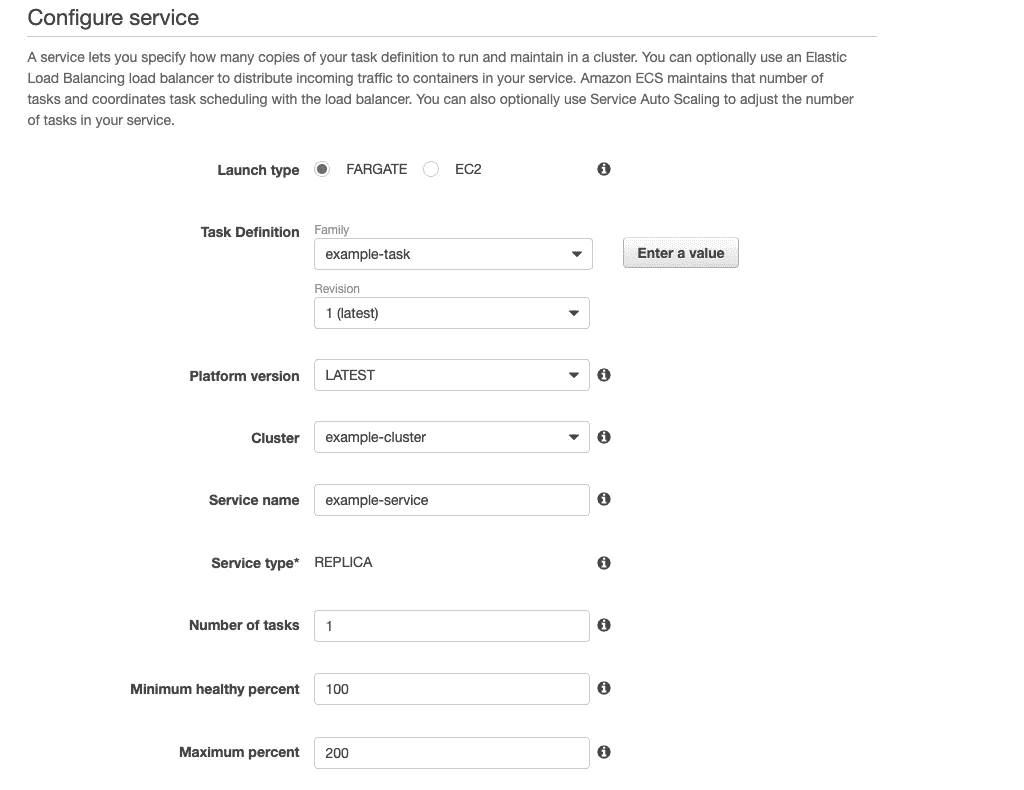 Configure service
A service lets you specify how many copies of your task definition to run and maintain in a cluster. You can optionally use an Elastic
Load Balancing load balancer to distribute incoming traffic to containers in your service. Amazon ECS maintains that number of
tasks and coordinates task scheduling with the load balancer. You can also optionally use Service Auto Scaling to adjust the number
of tasks in your service.
Launch type FARGATE EC2
Task Definition Family
example-task Enter a value
Revision
1 (latest)
Platform version LATEST
Cluster example-cluster
Service name example-service
Service type* REPLICA
Number of tasks 1
Minimum healthy percent 100
Maximum percent 200